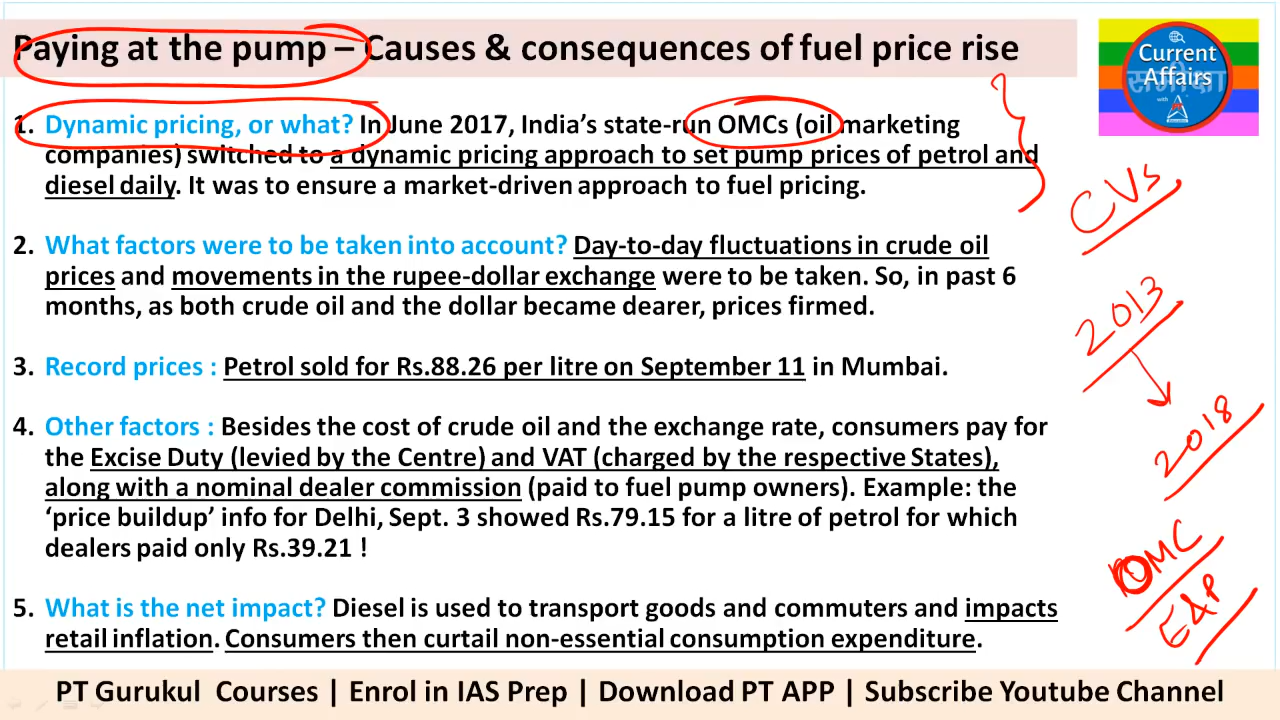 Paying at the pump – Causes & consequences of fuel price rise
Current
Affairs
समीक्षा
with
PT
1. Dynamic pricing, or what? In June 2017, India’s state-run OMCs (oil marketing
companies) switched to a dynamic pricing approach to set pump prices of petrol and
diesel daily. It was to ensure a market-driven approach to fuel pricing.
2. What factors were to be taken into account? Day-to-day fluctuations in crude oil
prices and movements in the rupee-dollar exchange were to be taken. So, in past 6
months, as both crude oil and the dollar became dearer, prices firmed.
3. Record prices : Petrol sold for Rs.88.26 per litre on September 11 in Mumbai.
4. Other factors : Besides the cost of crude oil and the exchange rate, consumers pay for
the Excise Duty (levied by the Centre) and VAT (charged by the respective States),
along with a nominal dealer commission (paid to fuel pump owners). Example: the
‘price buildup’ info for Delhi, Sept. 3 showed Rs.79.15 for a litre of petrol for which
dealers paid only Rs.39.21 !
5. What is the net impact? Diesel is used to transport goods and commuters and impacts
retail inflation. Consumers then curtail non-essential consumption expenditure.
CVs
2013
2018
OMC
E&P
PT Gurukul Courses | Enrol in IAS Prep | Download PT APP | Subscribe Youtube Channel